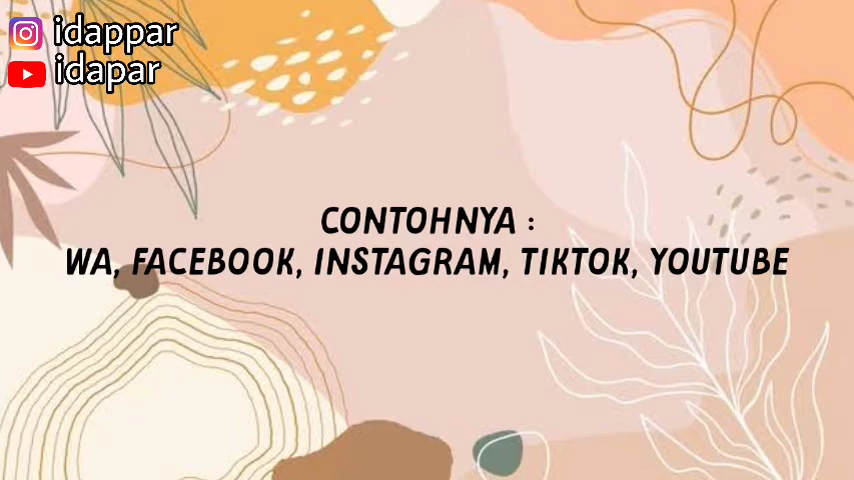 idappar
idapar
CONTOHNYA :
WA, FACEBOOK, INSTAGRAM, TIKTOK, YOUTUBE